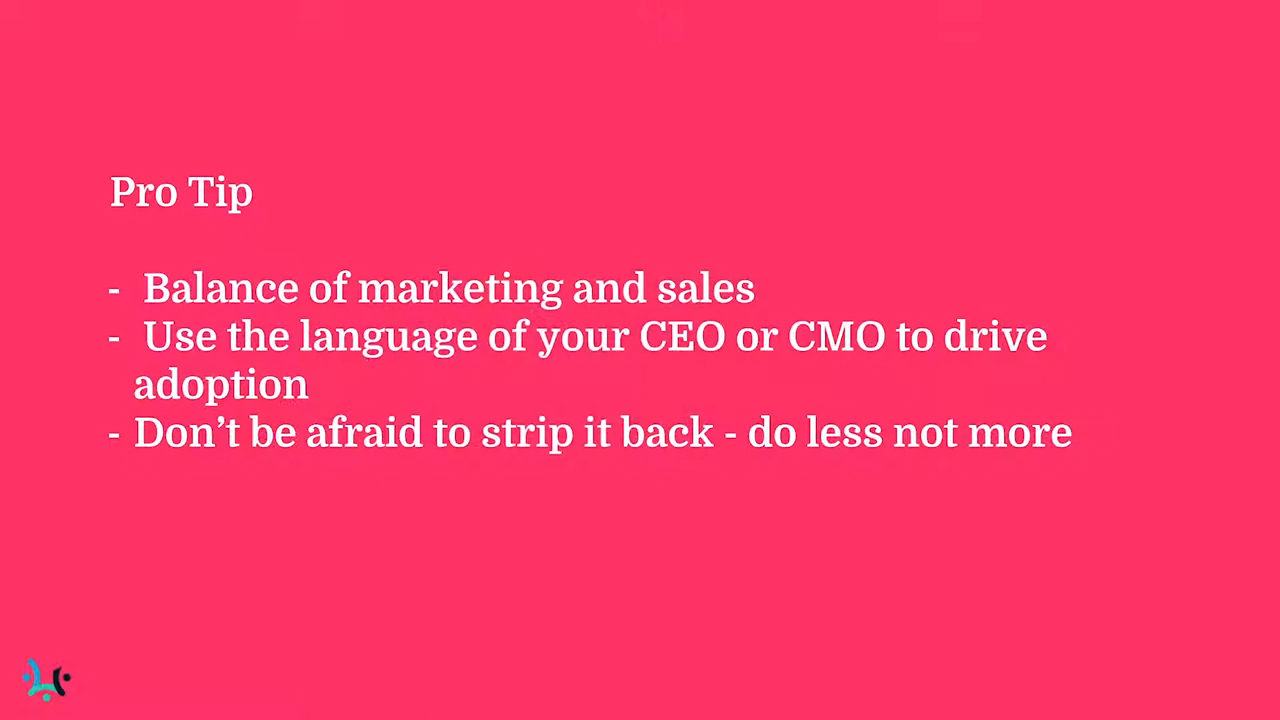 Pro Tip
- Balance of marketing and sales
- Use the language of your CEO or CMO to drive
adoption
- Don’t be afraid to strip it back - do less not more